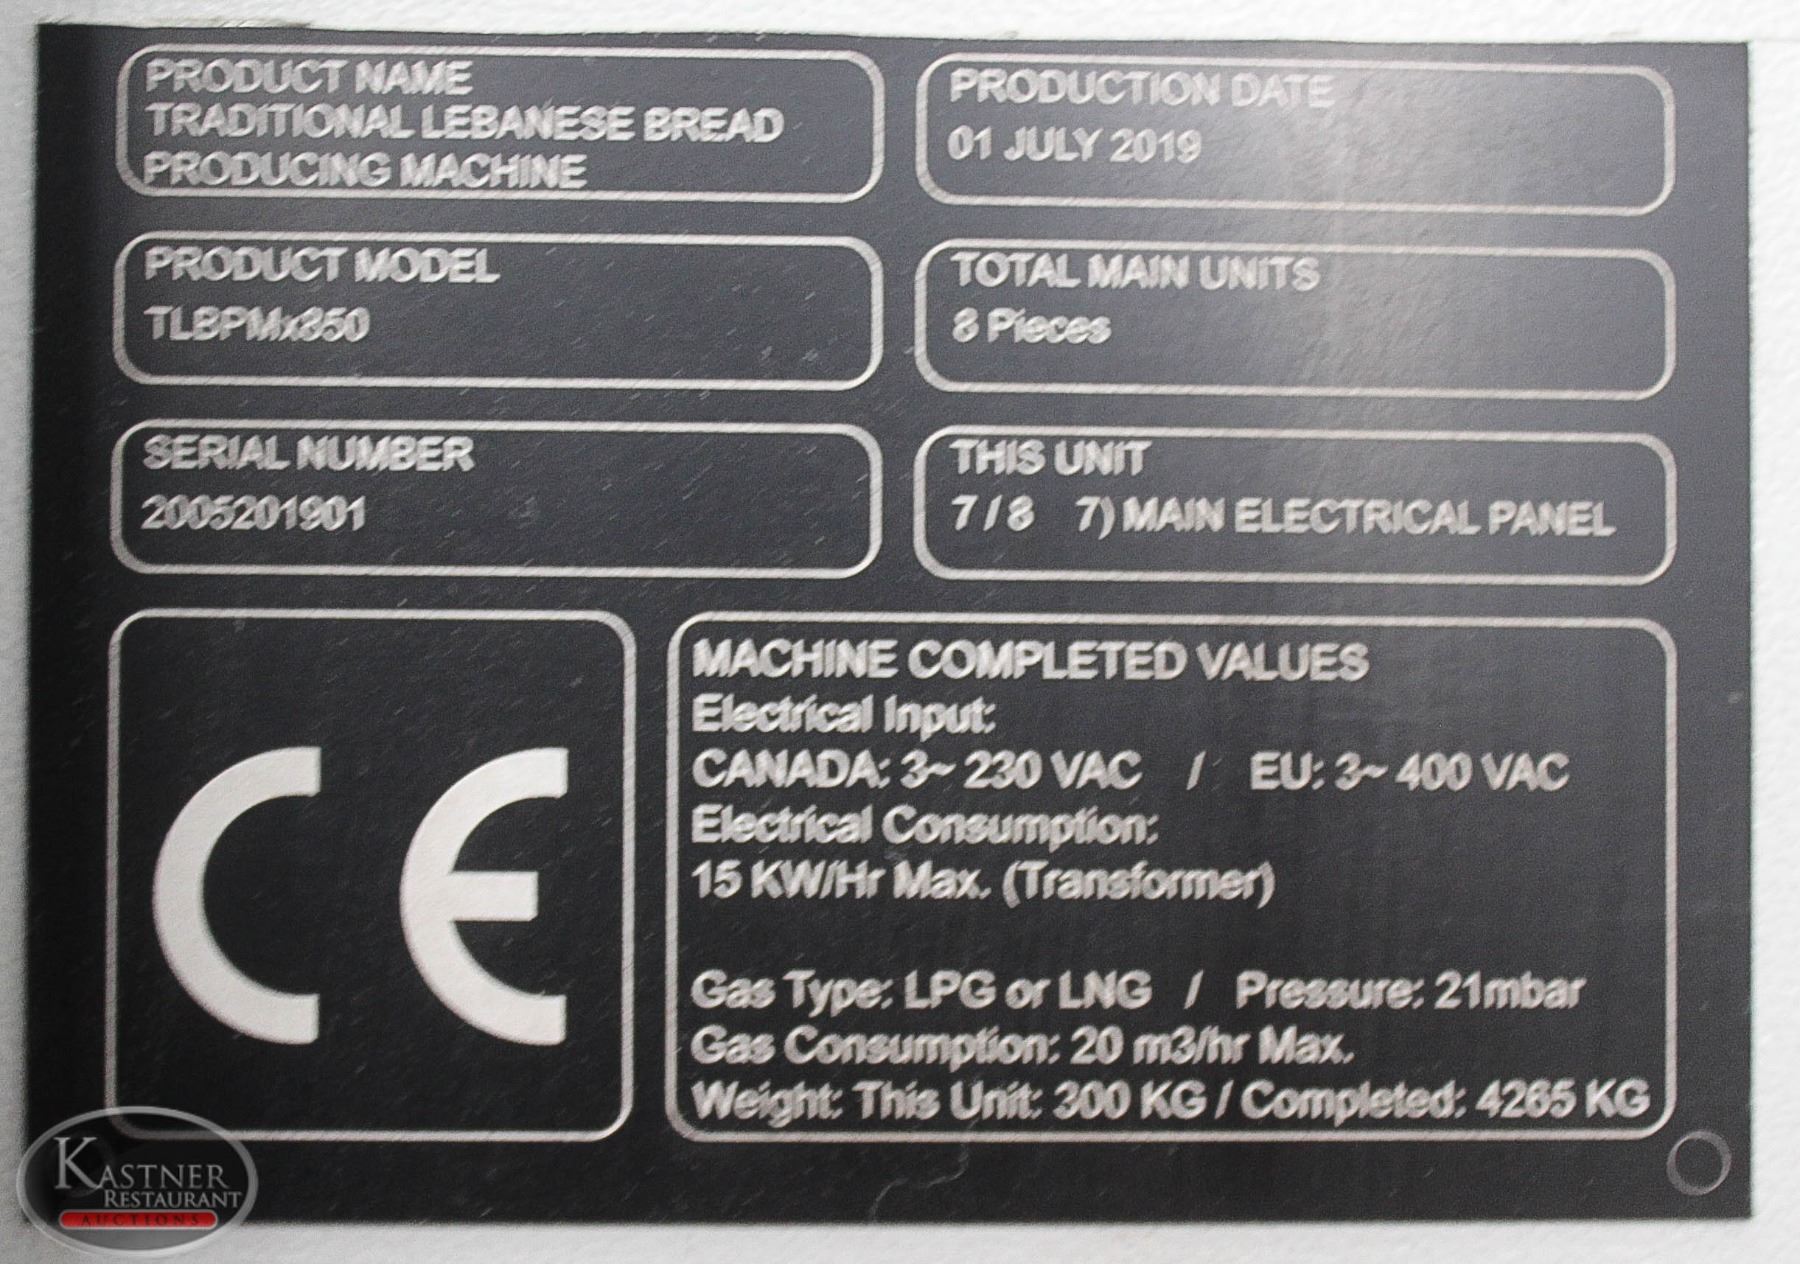 PRODUCT NAME
TRADITIONAL LEBANESE BREAD
PRODUCING MACHINE
PRODUCTION DATE
01 JULY 2019
PRODUCT MODEL
TLBPMx850
TOTAL MAIN UNITS
8 Pieces
SERIAL NUMBER
2005201901
THIS UNIT
7 / 8 7) MAIN ELECTRICAL PANEL
CE
MACHINE COMPLETED VALUES
Electrical Input:
CANADA: 3~ 230 VAC / EU: 3~ 400 VAC
Electrical Consumption:
15 KW/Hr Max. (Transformer)
Gas Type: LPG or LNG / Pressure: 21mbar
Gas Consumption: 20 m3/hr Max.
Weight: This Unit: 300 KG / Completed: 4265 KG
KASTNER
RESTAURANT
AUCTIONS